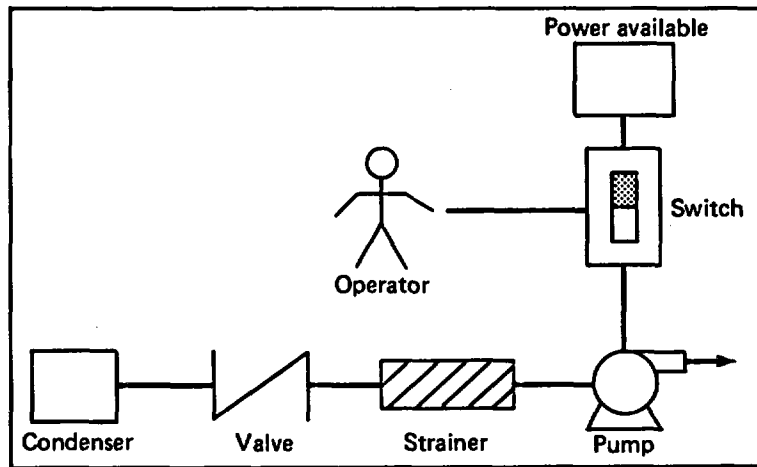 Power available
Switch
Operator
Condenser
Valve
Strainer
Pump